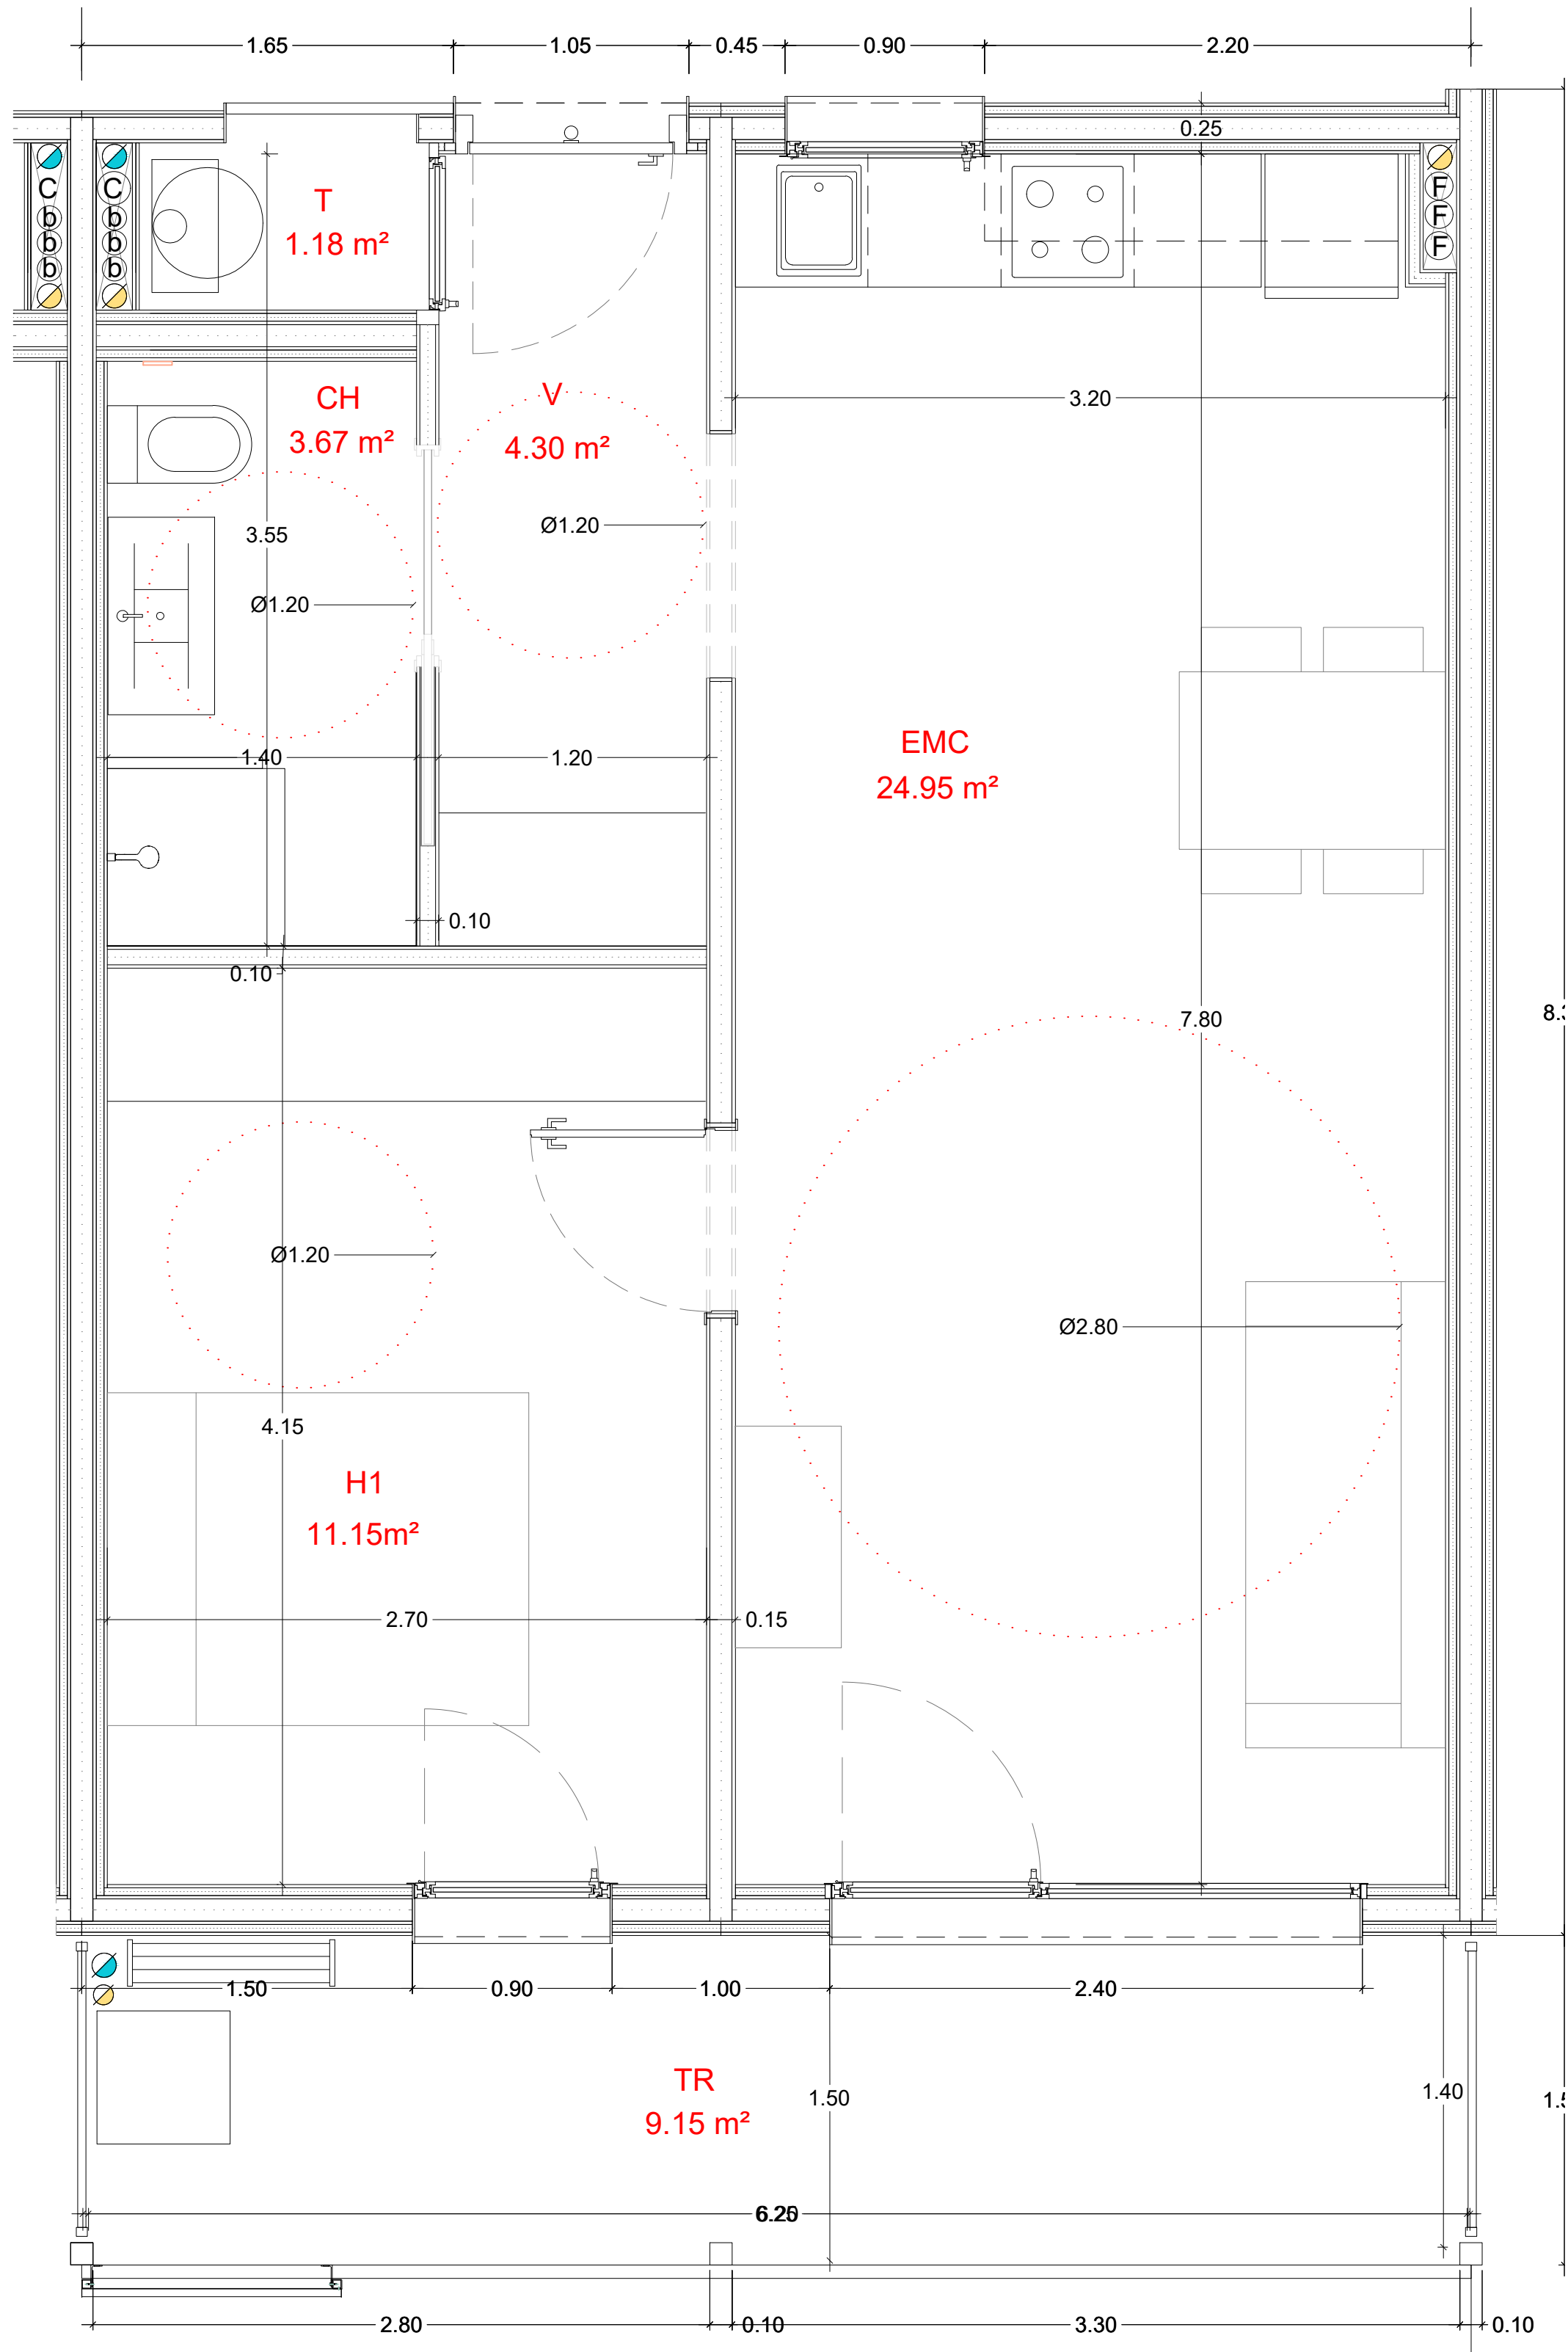 1.65
1.05
0.45
0.90
2.20
0.25
C
C
b
b
b
b
b
b
T
1.18 m²
F
F
F
CH
3.67 m²
V
4.30 m²
3.20
Ø1.20
3.55
Ø1.20
EMC
24.95 m²
1.40
1.20
0.10
0.10
7.80
Ø1.20
Ø2.80
4.15
H1
11.15m²
2.70
0.15
1.50
0.90
1.00
2.40
TR
9.15 m²
1.50
1.40
2.80
0.10
3.30
0.10